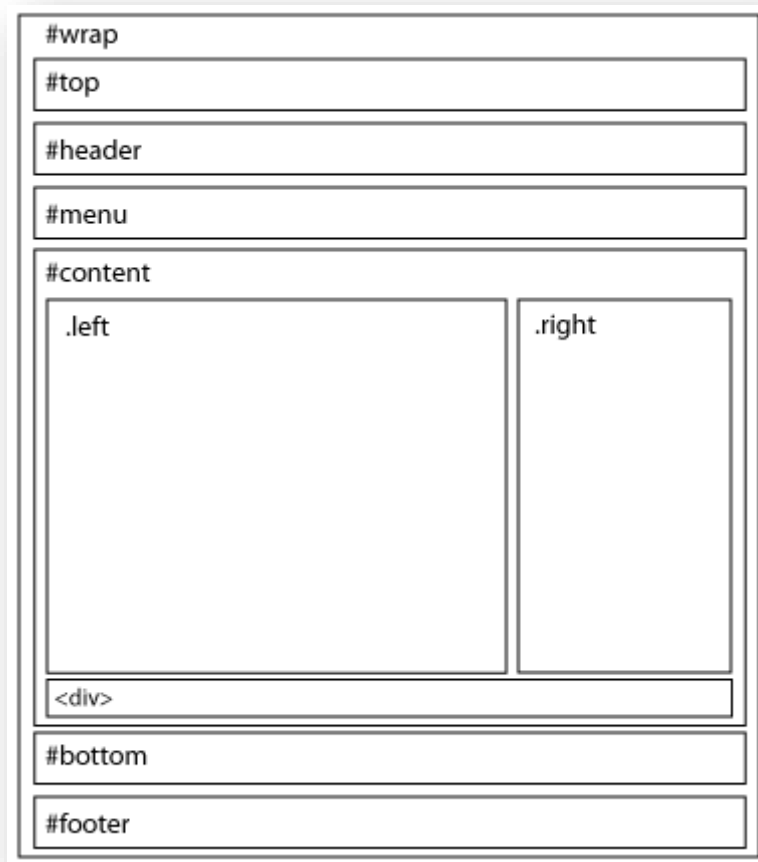 #wrap
#top
#header
#menu
#content
.left
.right
<div>
#bottom
#footer